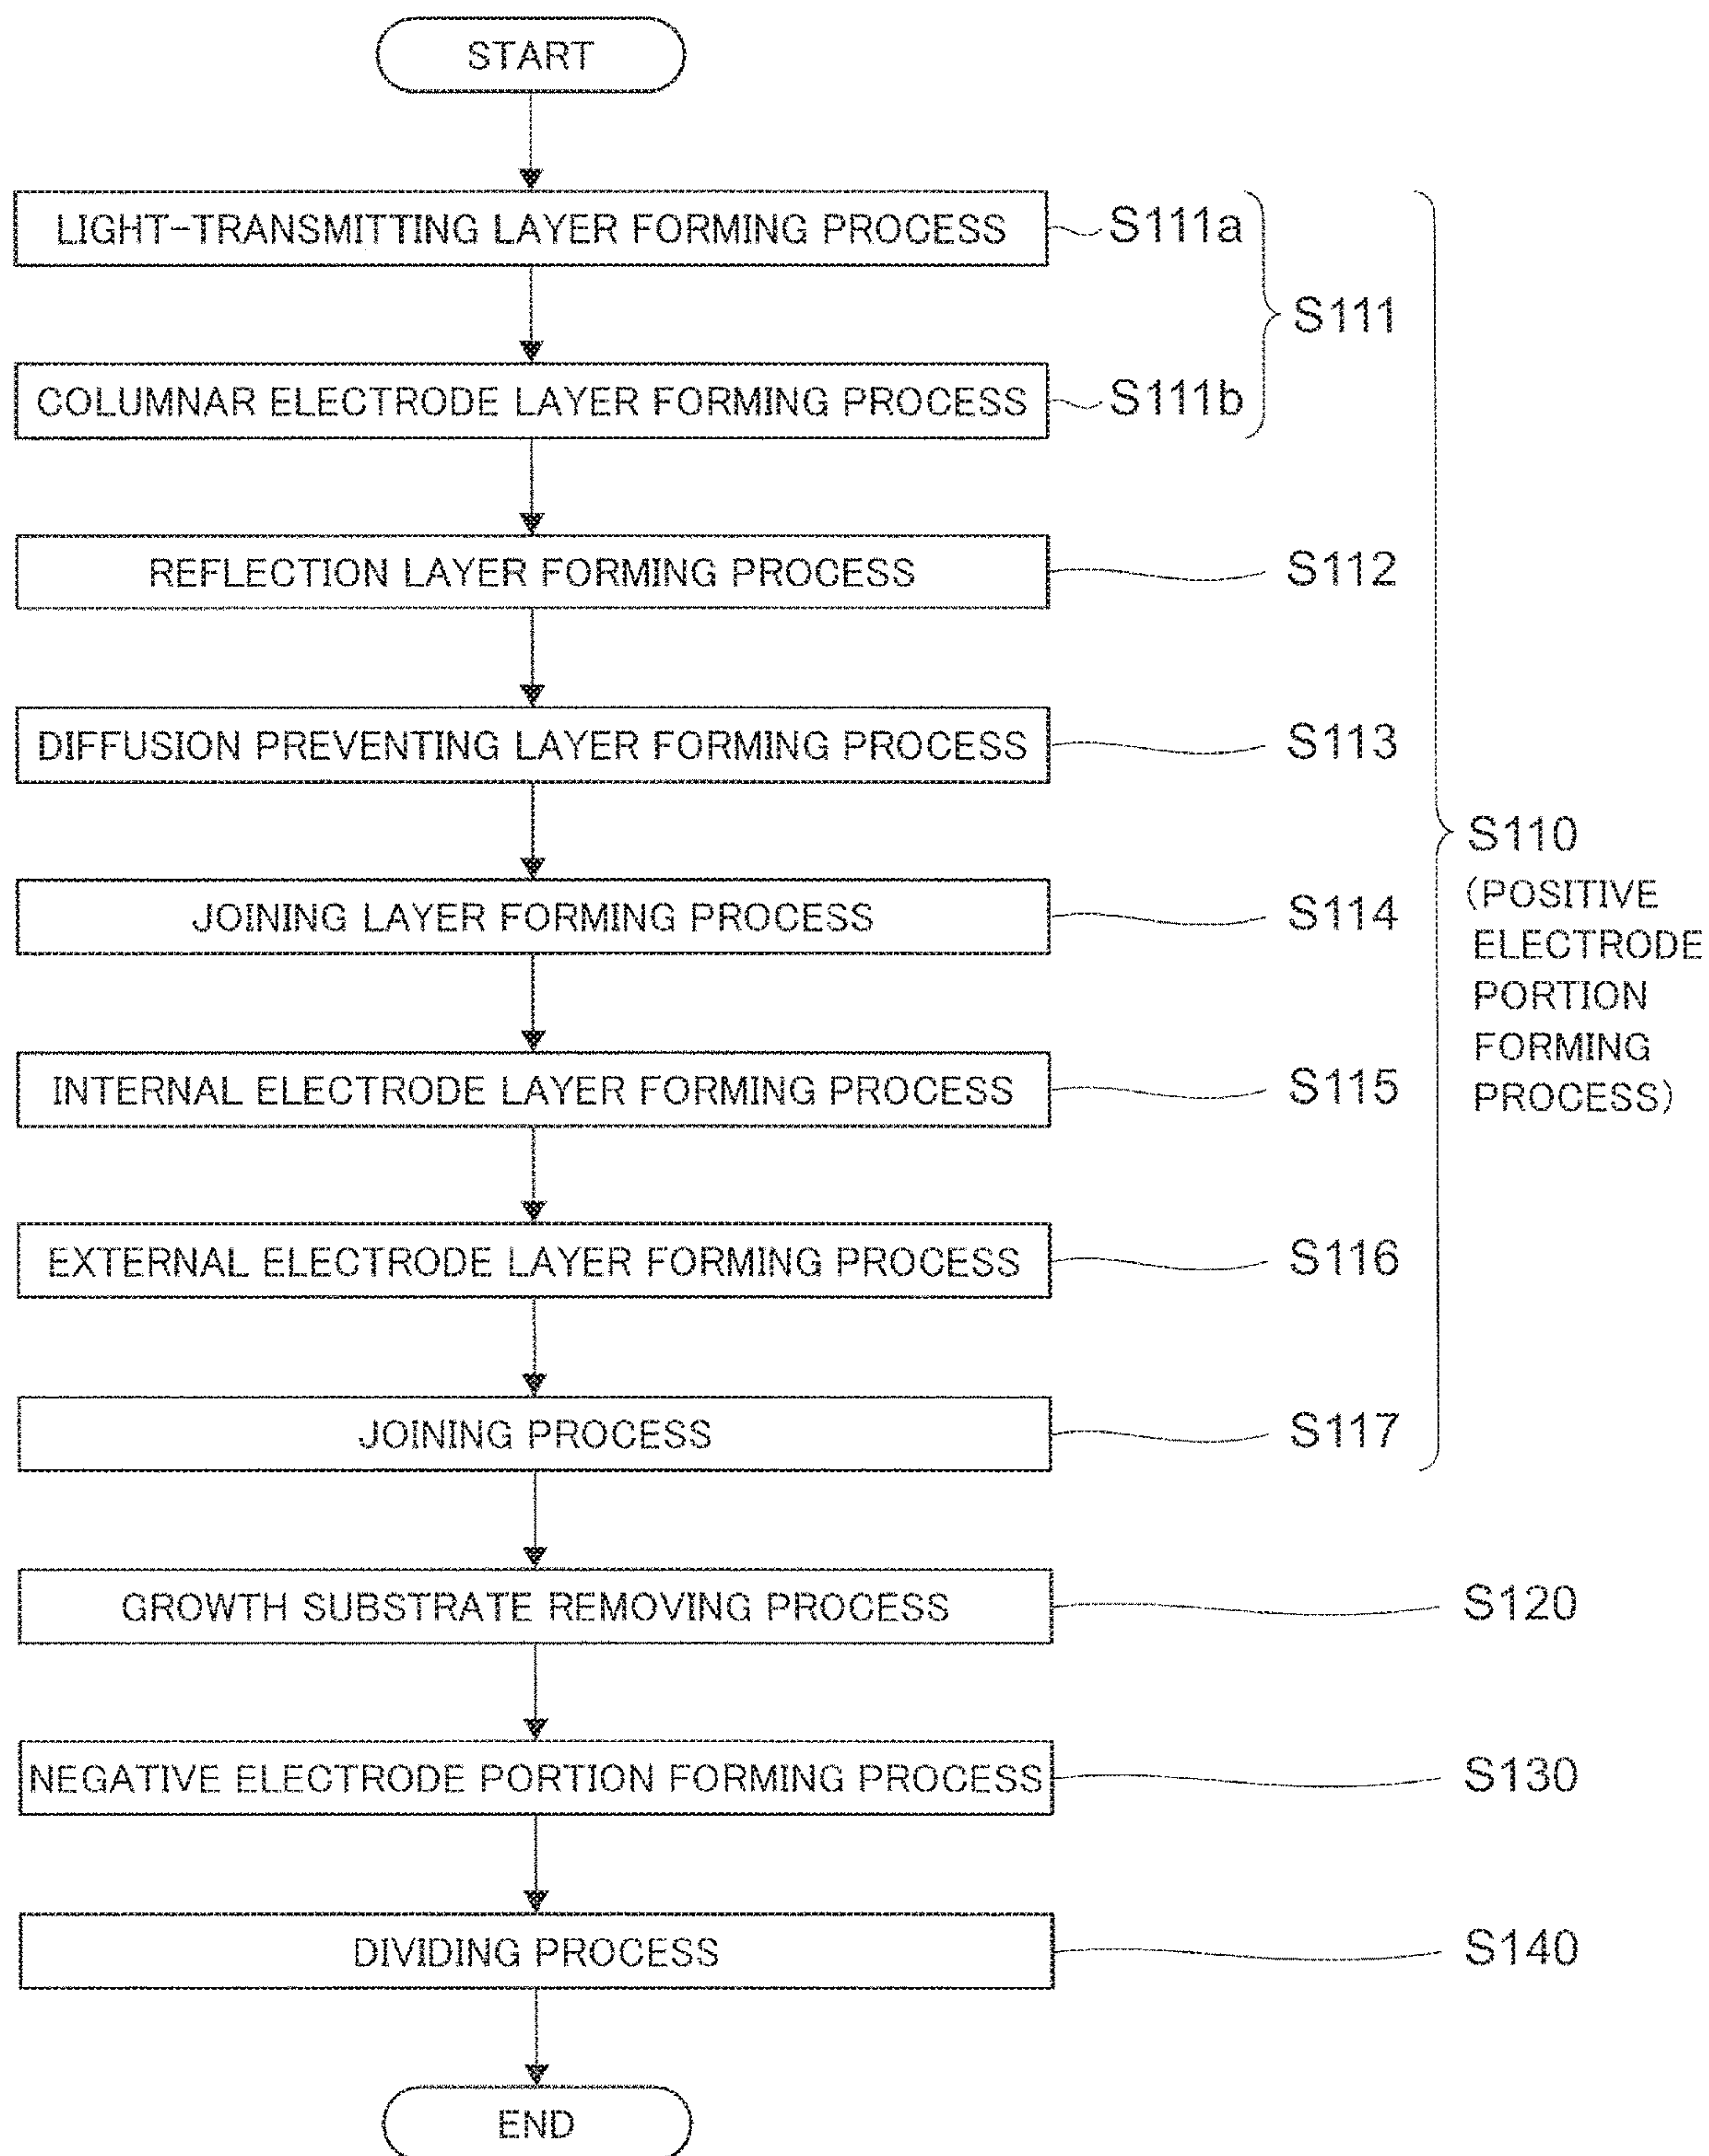 START
LIGHT-TRANSMITTING LAYER FORMING PROCESS
S111a
S111
COLUMNAR ELECTRODE LAYER FORMING PROCESS
S111b
REFLECTION LAYER FORMING PROCESS
S112
DIFFUSION PREVENTING LAYER FORMING PROCESS
S113
S110
(POSITIVE
ELECTRODE
PORTION
FORMING
PROCESS)
JOINING LAYER FORMING PROCESS
S114
INTERNAL ELECTRODE LAYER FORMING PROCESS
S115
EXTERNAL ELECTRODE LAYER FORMING PROCESS
S116
JOINING PROCESS
S117
GROWTH SUBSTRATE REMOVING PROCESS
S120
NEGATIVE ELECTRODE PORTION FORMING PROCESS
S130
DIVIDING PROCESS
S140
END